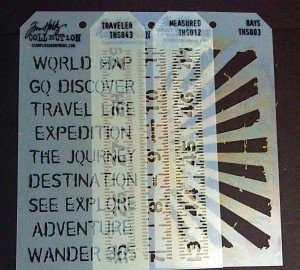 Tim Holtz
COLLECTION
TRAVELER
THS043
MEASURED
THS012
RAYS
THS003
WORLD MAP
GO DISCOVER
TRAVEL LIFE
EXPEDITION
THE JOURNEY
DESTINATION
SEE EXPLORE
ADVENTURE
WANDER 365